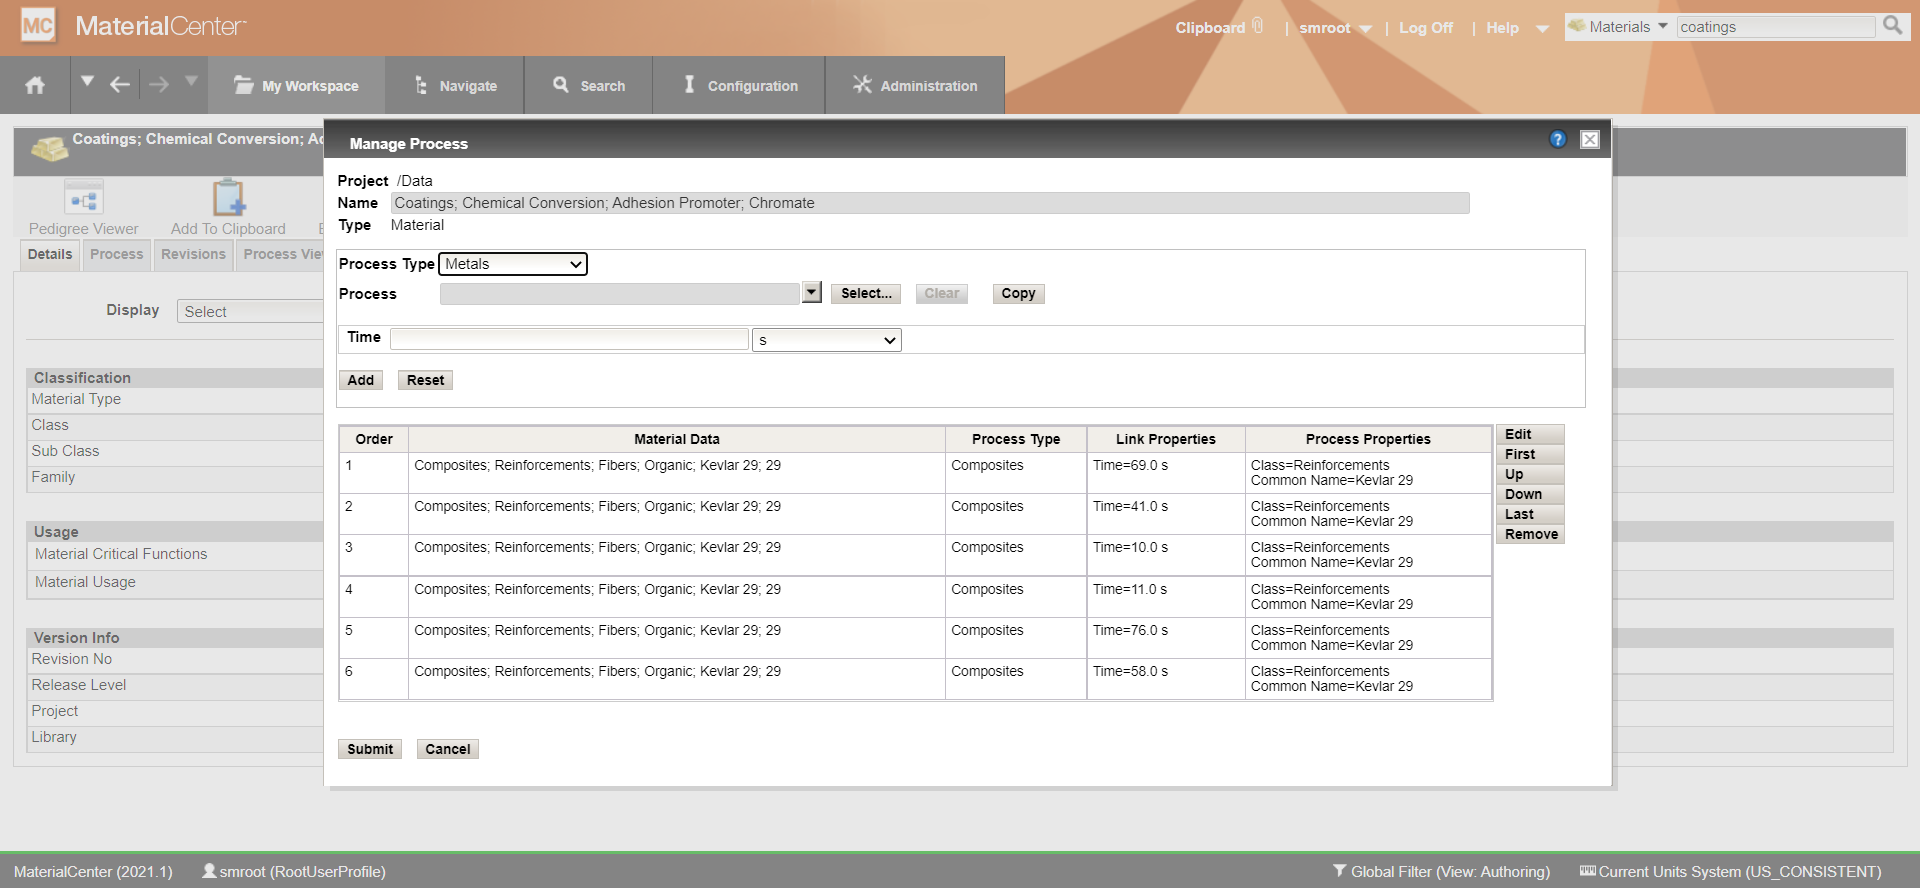 MC MaterialCenter
Clipboard | smroot | Log Off | Help Materials coatings
My Workspace Navigate Search Configuration Administration
Coatings; Chemical Conversion; Ad
Pedigree Viewer Add To Clipboard
Details Process Revisions Process Vie
Display Select
Classification
Material Type
Class
Sub Class
Family
Usage
Material Critical Functions
Material Usage
Version Info
Revision No
Release Level
Project
Library
Manage Process ?
Project /Data
Name Coatings; Chemical Conversion; Adhesion Promoter; Chromate
Type Material
Process Type Metals
Process Select... Clear Copy
Time s
Add Reset
Order Material Data Process Type Link Properties Process Properties
1 Composites; Reinforcements; Fibers; Organic; Kevlar 29; 29 Composites Time=69.0 s Class=Reinforcements
Common Name=Kevlar 29
2 Composites; Reinforcements; Fibers; Organic; Kevlar 29; 29 Composites Time=41.0 s Class=Reinforcements
Common Name=Kevlar 29
3 Composites; Reinforcements; Fibers; Organic; Kevlar 29; 29 Composites Time=10.0 s Class=Reinforcements
Common Name=Kevlar 29
4 Composites; Reinforcements; Fibers; Organic; Kevlar 29; 29 Composites Time=11.0 s Class=Reinforcements
Common Name=Kevlar 29
5 Composites; Reinforcements; Fibers; Organic; Kevlar 29; 29 Composites Time=76.0 s Class=Reinforcements
Common Name=Kevlar 29
6 Composites; Reinforcements; Fibers; Organic; Kevlar 29; 29 Composites Time=58.0 s Class=Reinforcements
Common Name=Kevlar 29
Edit
First
Up
Down
Last
Remove
Submit Cancel
MaterialCenter (2021.1) smroot (RootUserProfile) Global Filter (View: Authoring) Current Units System (US_CONSISTENT)